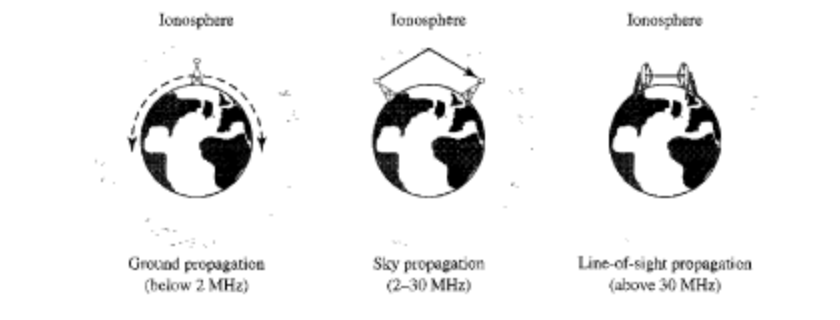 Ionosphere
Ionosphere
Ionosphere
Ground propagation
(below 2 MHz)
Sky propagation
(2–30 MHz)
Line-of-sight propagation
(above 30 MHz)